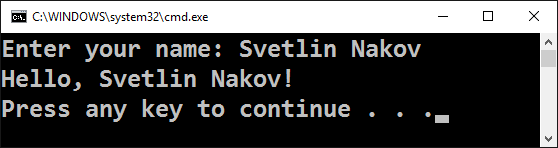 C:\WINDOWS\system32\cmd.exe
Enter your name: Svetlin Nakov
Hello, Svetlin Nakov!
Press any key to continue . . .